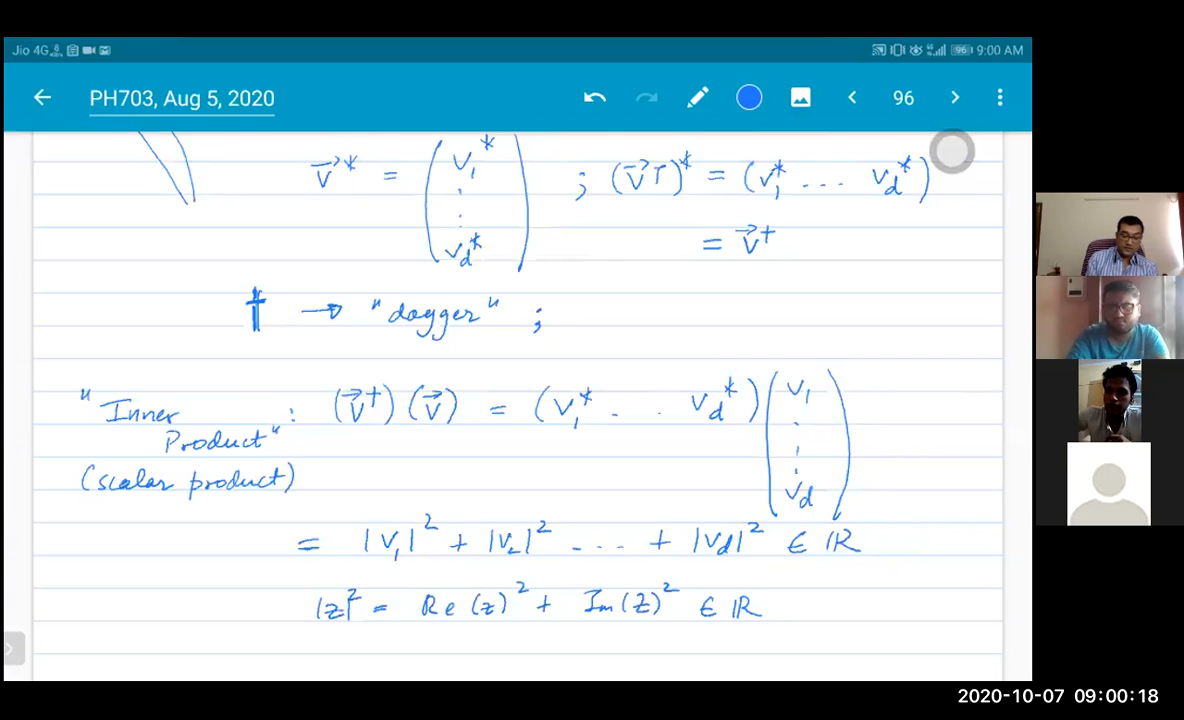 Jio 4G 96 9:00 AM
PH703, Aug 5, 2020 96
v⃗* = (v₁* . : v_d*) ; (v⃗ᵀ)* = (v₁* ... v_d*)
= v⃗†
† → "dagger" ;
"Inner Product" : (v⃗†)(v⃗) = (v₁* . . v_d*) (v₁ . : v_d)
(scalar product)
= |v₁|² + |v₂|² .... + |v_d|² ∈ ℝ
|z|² = Re(z)² + Im(z)² ∈ ℝ
2020-10-07 09:00:18